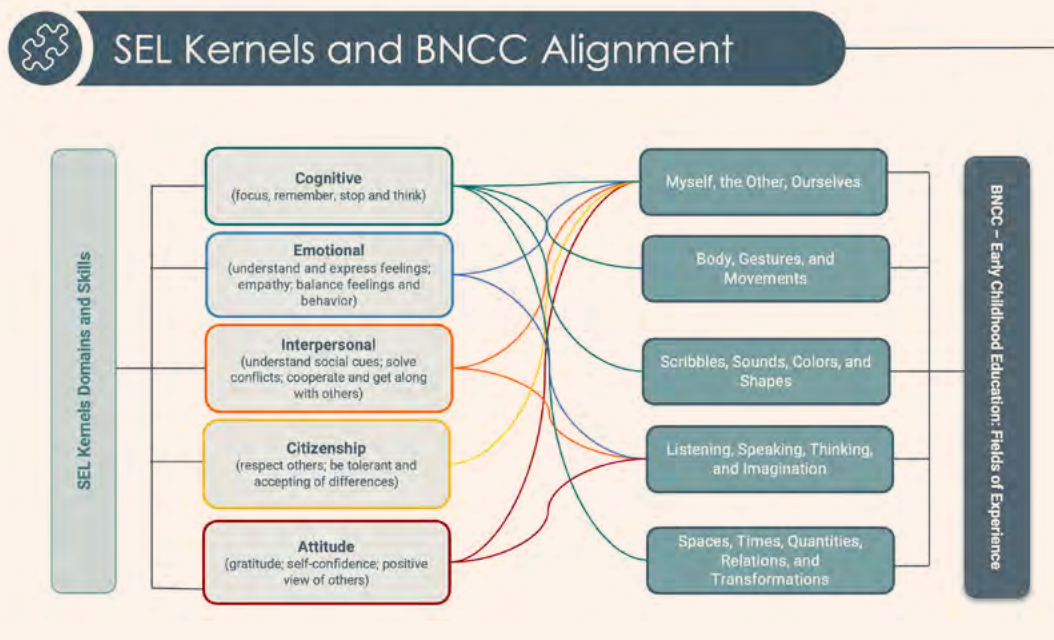 SEL Kernels and BNCC Alignment
SEL Kernels Domains and Skills
Cognitive
(focus, remember, stop and think)
Emotional
(understand and express feelings;
empathy; balance feelings and
behavior)
Interpersonal
(understand social cues; solve
conflicts; cooperate and get along
with others)
Citizenship
(respect others; be tolerant and
accepting of differences)
Attitude
(gratitude; self-confidence; positive
view of others)
Myself, the Other, Ourselves
Body, Gestures, and
Movements
Scribbles, Sounds, Colors, and
Shapes
Listening, Speaking, Thinking,
and Imagination
Spaces, Times, Quantities,
Relations, and
Transformations
BNCC – Early Childhood Education: Fields of Experience